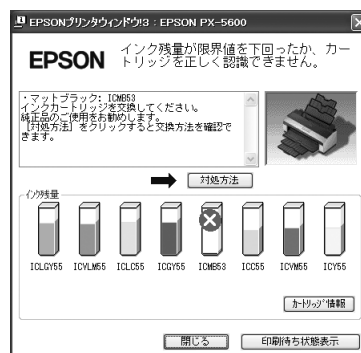 EPSONプリンタウィンドウ!3 : EPSON PX-5600
EPSON
インク残量が限界値を下回ったか、カー
トリッジを正しく認識できません。
・マットブラック: ICMB53
インクカートリッジを交換してください。
純正品のご使用をお勧めします。
[対処方法] をクリックすると交換方法を確認で
きます。
対処方法
インク残量
ICLGY55 ICVLM55 ICLC55 ICGY55 ICMB53 ICC55 ICVM55 ICY55
カートリッジ情報
閉じる 印刷待ち状態表示